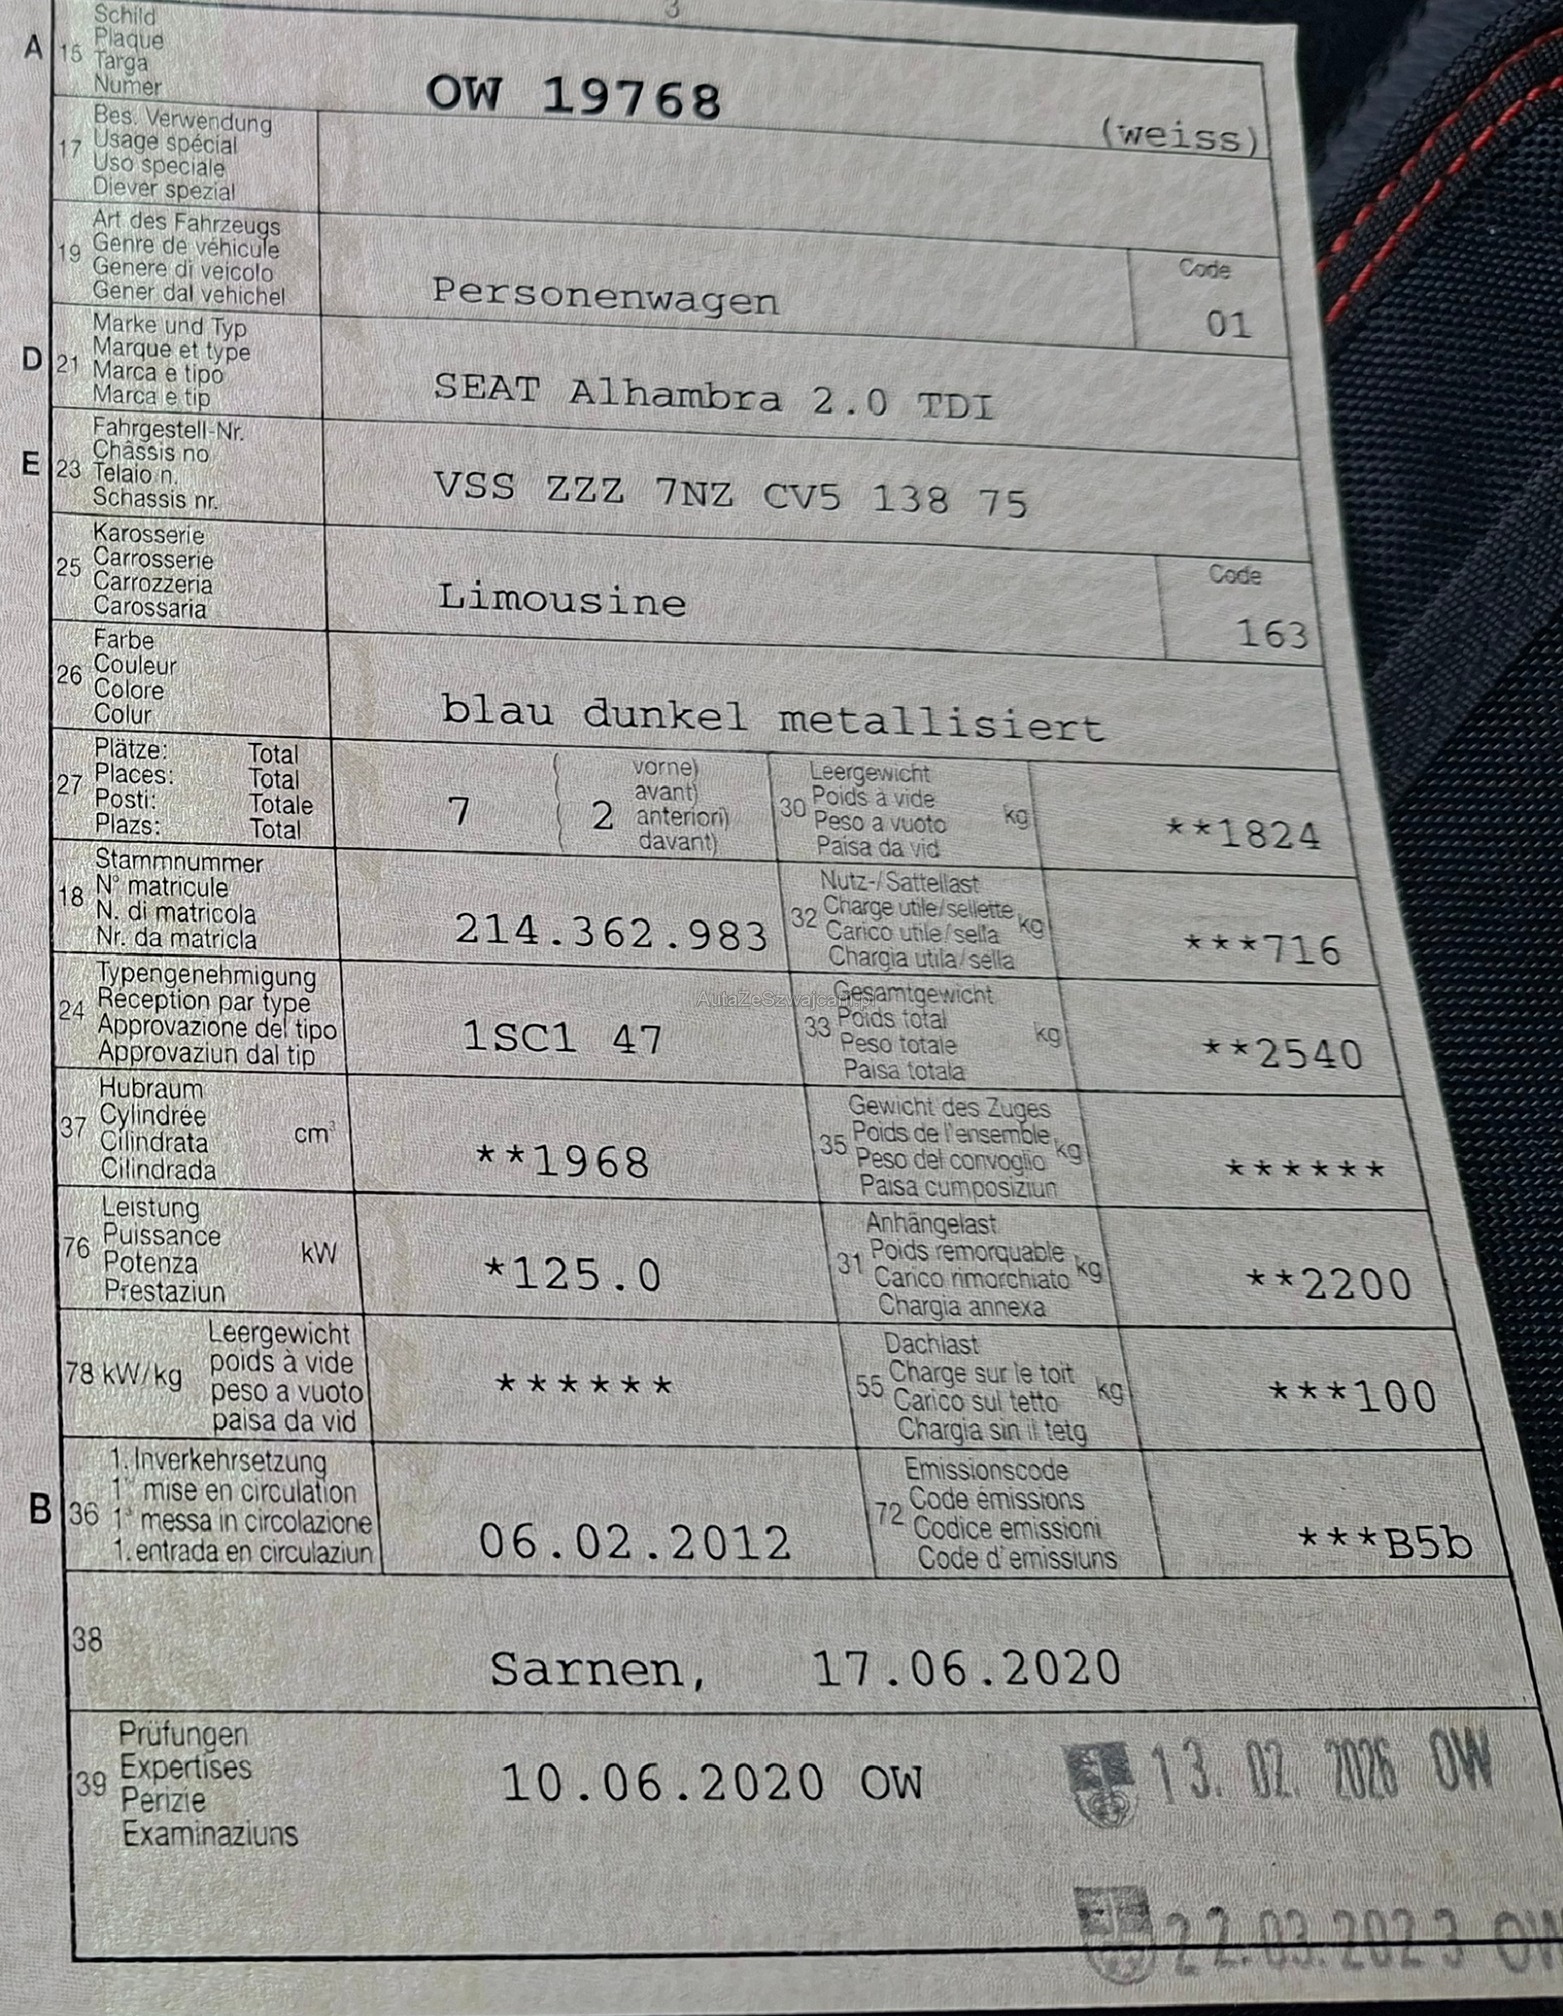 3
A 15 Schild
Plaque
Targa
Numer
OW 19768 (weiss)
17 Bes. Verwendung
Usage spécial
Uso speciale
Diever spezial
19 Art des Fahrzeugs
Genre de véhicule
Genere di veicolo
Gener dal vehichel
Personenwagen
Code
01
D 21 Marke und Typ
Marque et type
Marca e tipo
Marca e tip
SEAT Alhambra 2.0 TDI
E 23 Fahrgestell-Nr.
Châssis no
Telaio n.
Schassis nr.
VSS ZZZ 7NZ CV5 138 75
25 Karosserie
Carrosserie
Carrozzeria
Carossaria
Limousine
Code
163
26 Farbe
Couleur
Colore
Colur
blau dunkel metallisiert
27 Plätze: Total
Places: Total
Posti: Totale
Plazs: Total
7 ( 2 vorne)
avant)
anteriori)
davant)
30 Leergewicht
Poids à vide
Peso a vuoto
Paisa da vid
kg
**1824
18 Stammnummer
N° matricule
N. di matricola
Nr. da matricla
214.362.983
32 Nutz-/Sattellast
Charge utile/sellette
Carico utile/sella
Chargia utila/sella
kg
***716
24 Typengenehmigung
Réception par type
Approvazione del tipo
Approvaziun dal tip
1SC1 47
AutaZeSzwajcarii.pl
33 Gesamtgewicht
Poids total
Peso totale
Paisa totala
kg
**2540
37 Hubraum
Cylindrée
Cilindrata
Cilindrada
cm³
**1968
35 Gewicht des Zuges
Poids de l'ensemble
Peso del convoglio
Paisa cumposiziun
kg
******
76 Leistung
Puissance
Potenza
Prestaziun
kW
*125.0
31 Anhängelast
Poids remorquable
Carico rimorchiato
Chargia annexa
kg
**2200
78 kW/kg Leergewicht
poids à vide
peso a vuoto
paisa da vid
******
55 Dachlast
Charge sur le toit
Carico sul tetto
Chargia sin il tetg
kg
***100
B 36 1. Inverkehrsetzung
1re mise en circulation
1a messa in circolazione
1. entrada en circulaziun
06.02.2012
72 Emissionscode
Code émissions
Codice emissioni
Code d'emissiuns
***B5b
38
Sarnen, 17.06.2020
39 Prüfungen
Expertises
Perizie
Examinaziuns
10.06.2020 OW
13. 02. 2026 OW
22.03.2023 OW